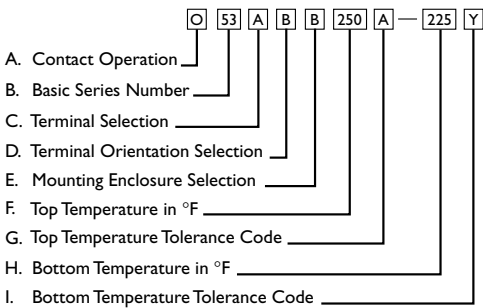 O 53 A B B 250 A — 225 Y
A. Contact Operation
B. Basic Series Number
C. Terminal Selection
D. Terminal Orientation Selection
E. Mounting Enclosure Selection
F. Top Temperature in °F
G. Top Temperature Tolerance Code
H. Bottom Temperature in °F
I. Bottom Temperature Tolerance Code